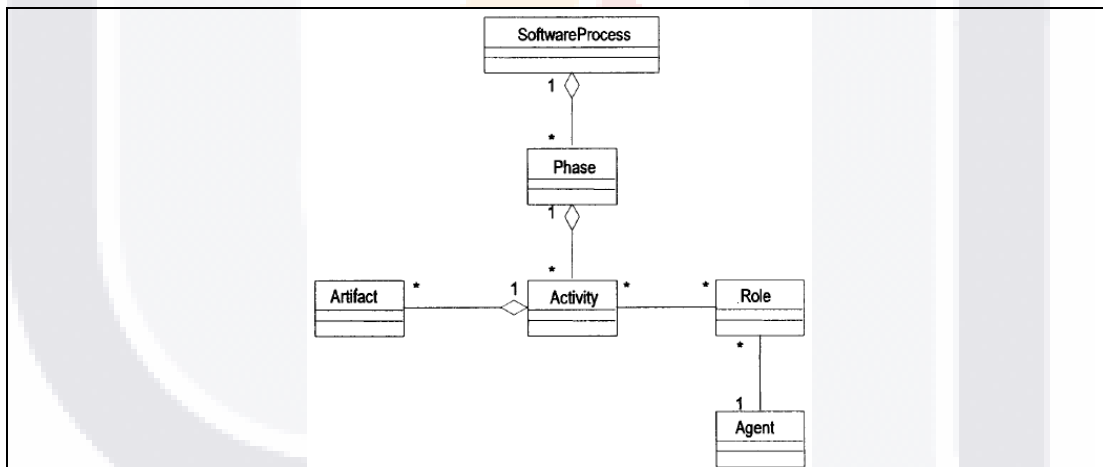 SoftwareProcess
1
*
Phase
1
*
Artifact
*
1
Activity
*
*
Role
*
1
Agent